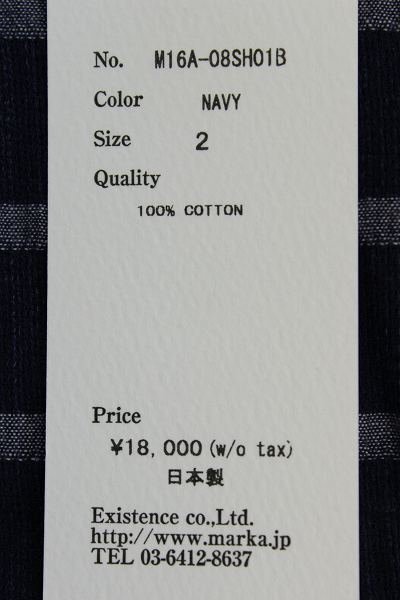 No. M16A-08SH01B
Color NAVY
Size 2
Quality
100% COTTON
Price
¥18,000 (w/o tax)
日本製
Existence co.,Ltd.
http://www.marka.jp
TEL 03-6412-8637